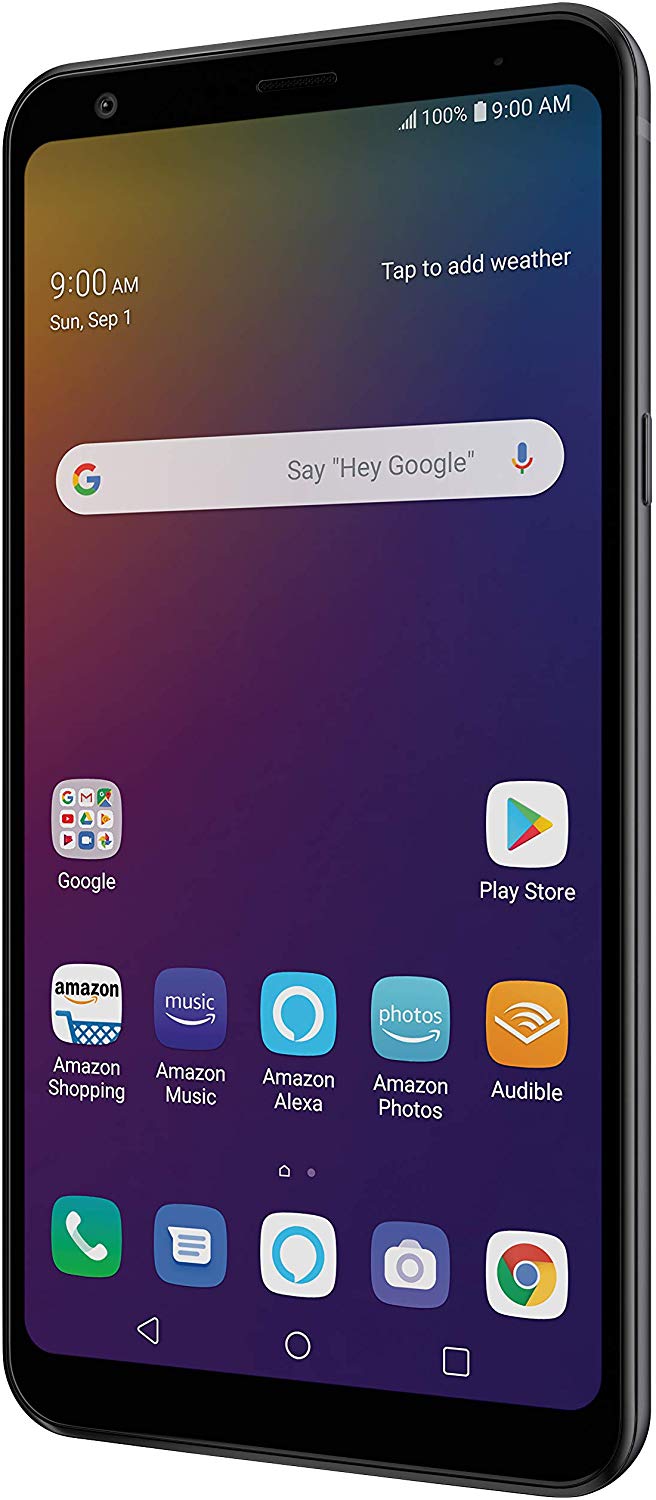 100% 9:00 AM
9:00 AM
Tap to add weather
Sun, Sep 1
Say "Hey Google"
Google
Play Store
amazon
music
photos
Amazon
Shopping
Amazon
Music
Amazon
Alexa
Amazon
Photos
Audible